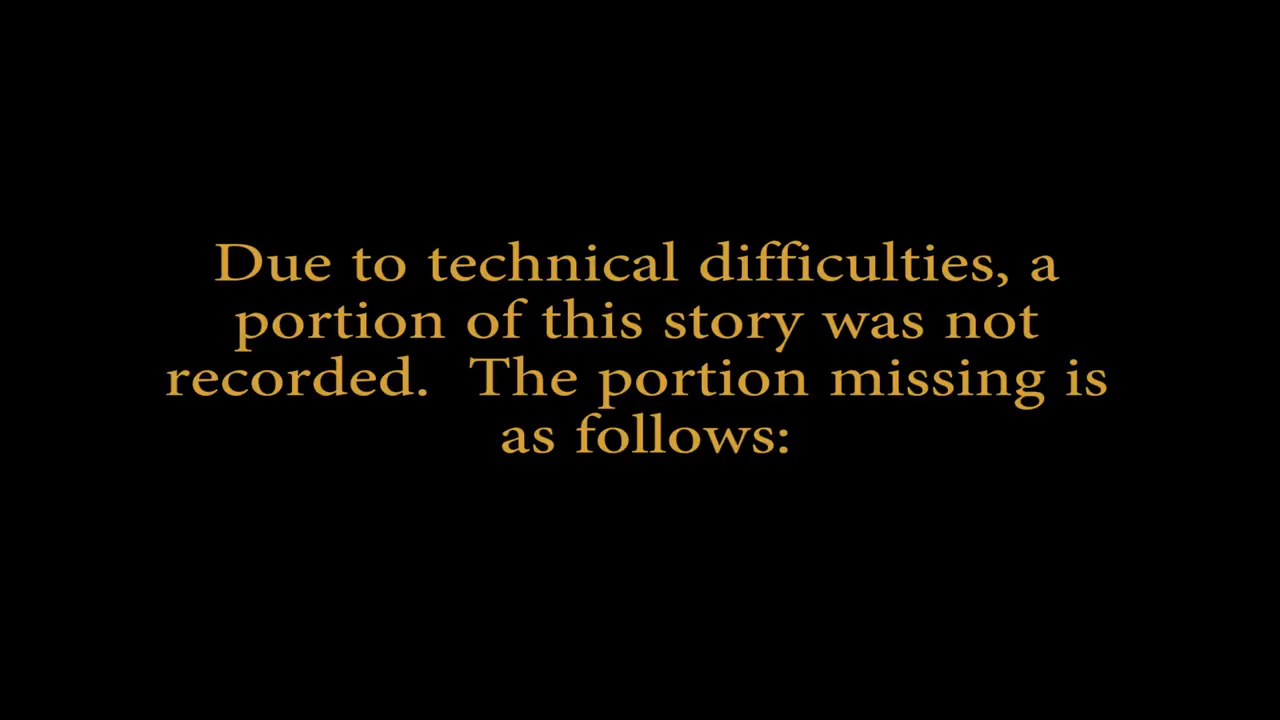 Due to technical difficulties, a
portion of this story was not
recorded.  The portion missing is
as follows: